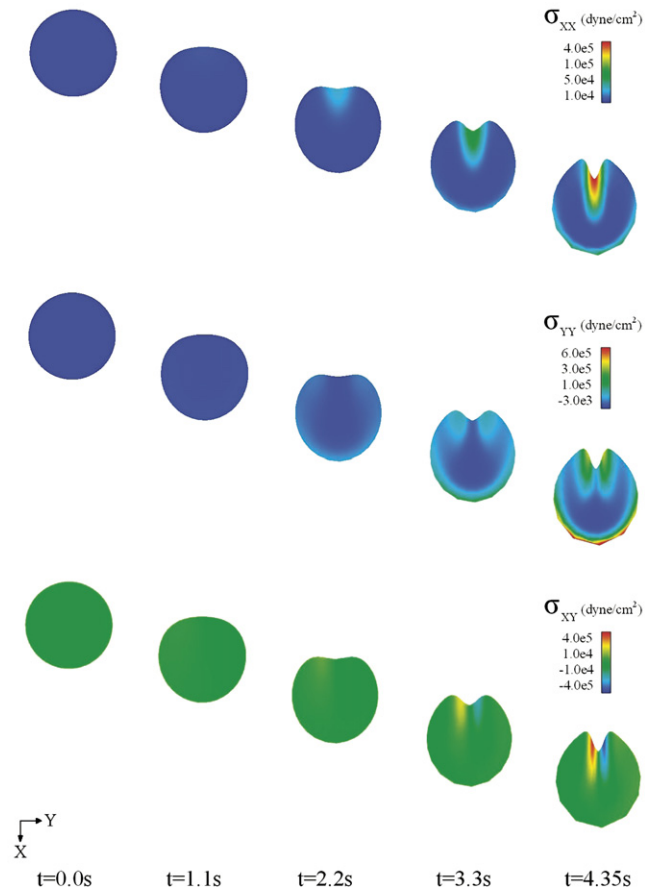 σXX (dyne/cm²)
4.0e5
1.0e5
5.0e4
1.0e4
σYY (dyne/cm²)
6.0e5
3.0e5
1.0e5
-3.0e3
σXY (dyne/cm²)
4.0e5
1.0e4
-1.0e4
-4.0e5
Y
X
t=0.0s t=1.1s t=2.2s t=3.3s t=4.35s